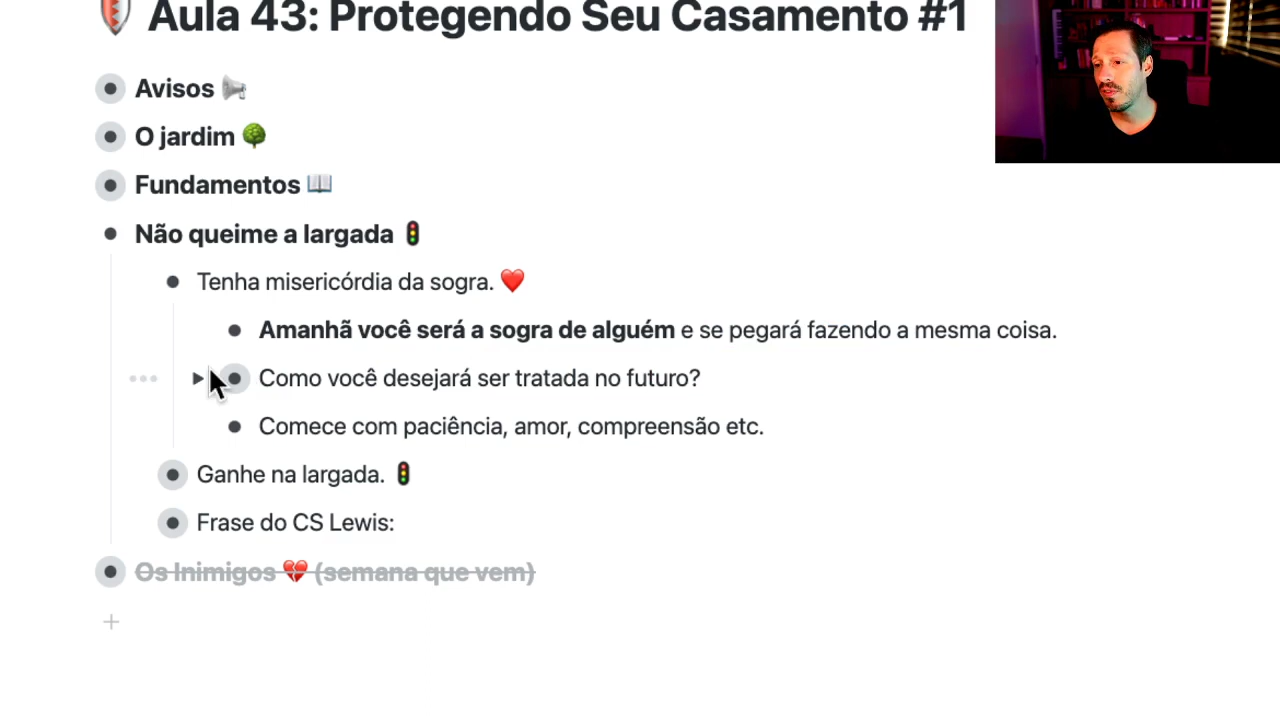 Aula 43: Protegendo Seu Casamento #1
Avisos
O jardim
Fundamentos
Não queime a largada
Tenha misericórdia da sogra.
Amanhã você será a sogra de alguém e se pegará fazendo a mesma coisa.
Como você desejará ser tratada no futuro?
Comece com paciência, amor, compreensão etc.
Ganhe na largada.
Frase do CS Lewis:
Os Inimigos (semana que vem)